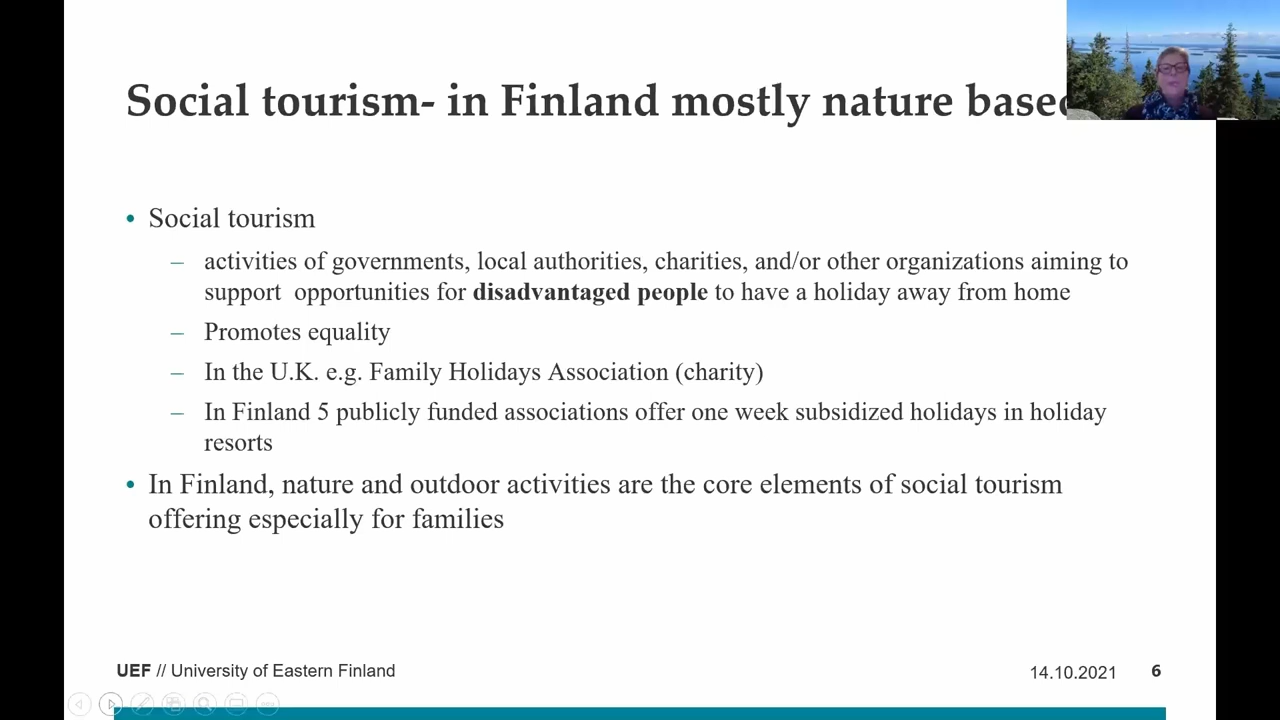 Social tourism- in Finland mostly nature based
• Social tourism
– activities of governments, local authorities, charities, and/or other organizations aiming to
support opportunities for disadvantaged people to have a holiday away from home
– Promotes equality
– In the U.K. e.g. Family Holidays Association (charity)
– In Finland 5 publicly funded associations offer one week subsidized holidays in holiday
resorts
• In Finland, nature and outdoor activities are the core elements of social tourism
offering especially for families
UEF // University of Eastern Finland
14.10.2021 6